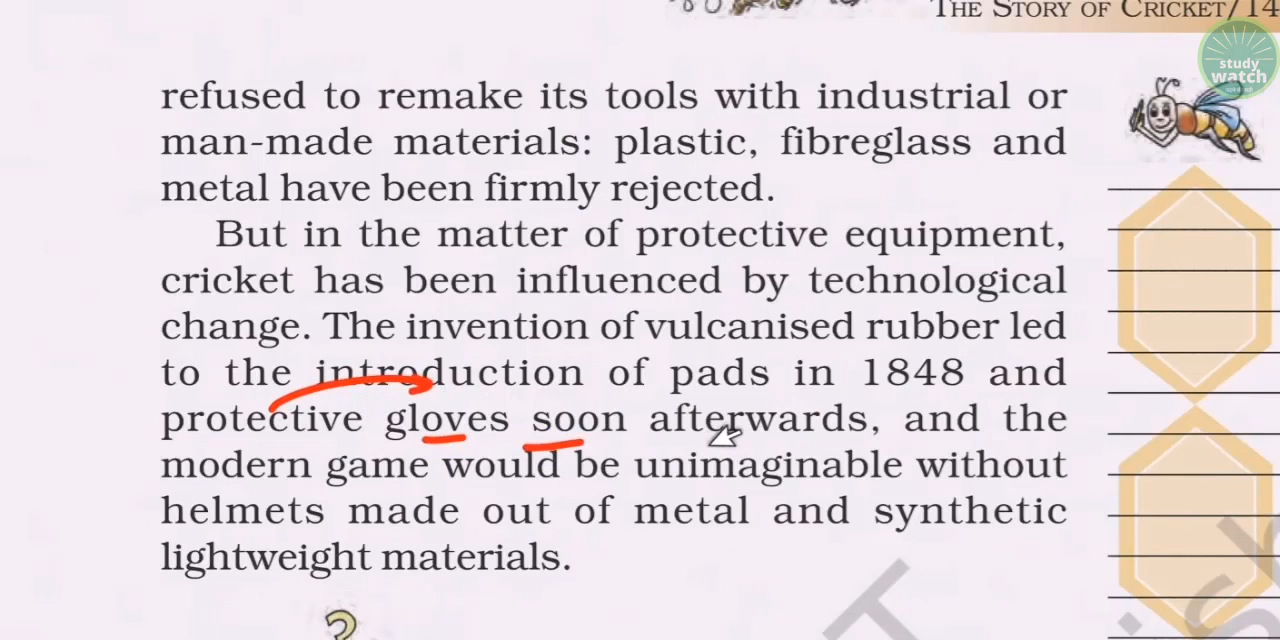 THE STORY OF CRICKET/14
study
watch
refused to remake its tools with industrial or
man-made materials: plastic, fibreglass and
metal have been firmly rejected.
But in the matter of protective equipment,
cricket has been influenced by technological
change. The invention of vulcanised rubber led
to the introduction of pads in 1848 and
protective gloves soon afterwards, and the
modern game would be unimaginable without
helmets made out of metal and synthetic
lightweight materials.
?